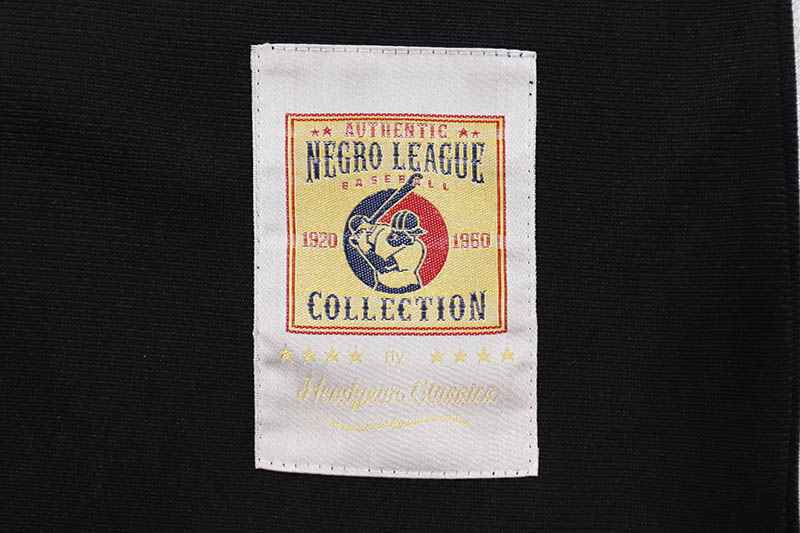 AUTHENTIC
NEGRO LEAGUE
BASEBALL
1920 1960
COLLECTION
By
Headgear Classics